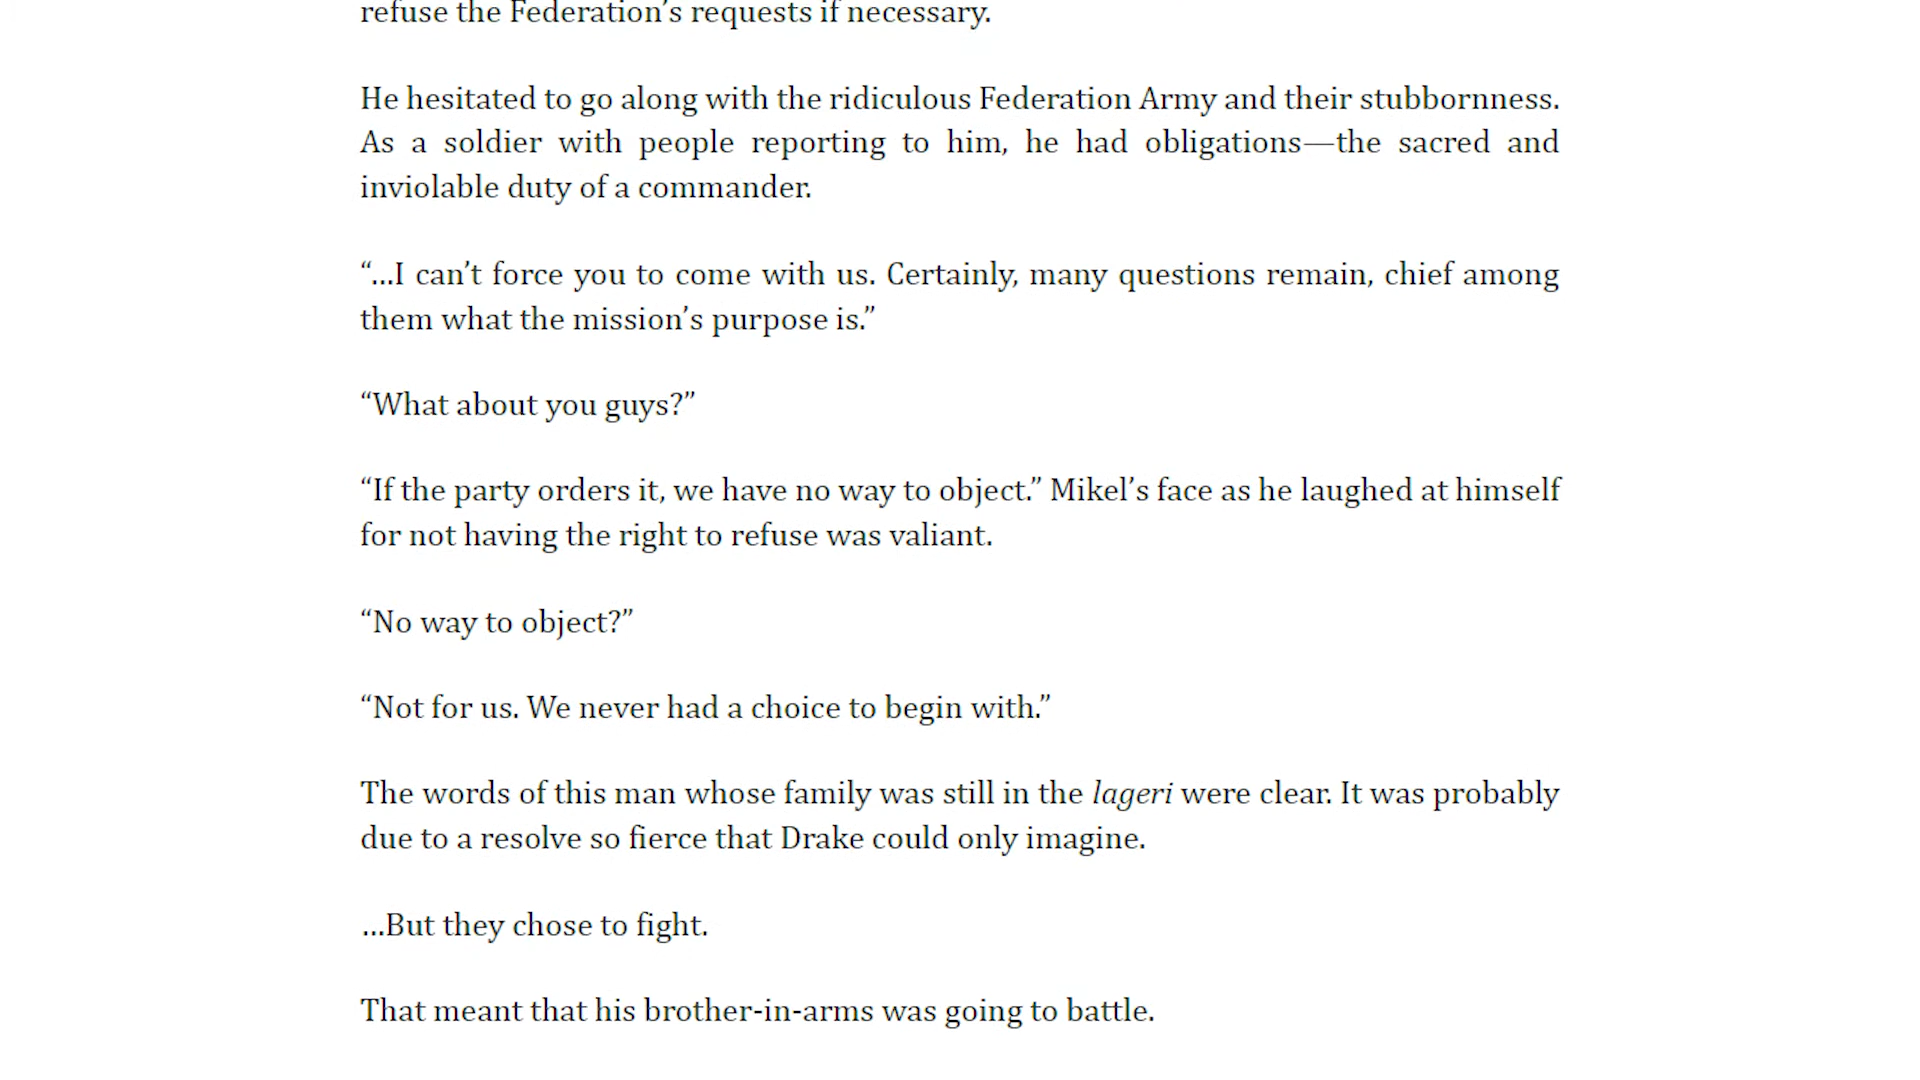 refuse the Federation’s requests if necessary.
He hesitated to go along with the ridiculous Federation Army and their stubbornness.
As a soldier with people reporting to him, he had obligations—the sacred and
inviolable duty of a commander.
“…I can’t force you to come with us. Certainly, many questions remain, chief among
them what the mission’s purpose is.”
“What about you guys?”
“If the party orders it, we have no way to object.” Mikel’s face as he laughed at himself
for not having the right to refuse was valiant.
“No way to object?”
“Not for us. We never had a choice to begin with.”
The words of this man whose family was still in the lageri were clear. It was probably
due to a resolve so fierce that Drake could only imagine.
…But they chose to fight.
That meant that his brother-in-arms was going to battle.